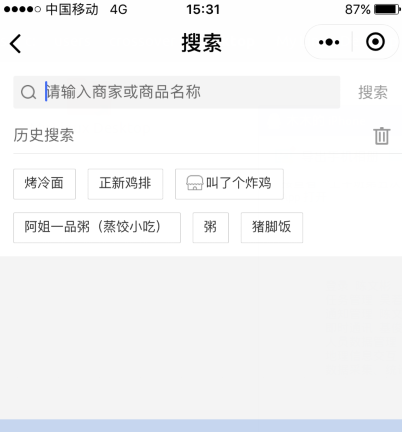 中国移动 4G 15:31 87%
搜索
请输入商家或商品名称 搜索
历史搜索
烤冷面 正新鸡排 叫了个炸鸡
阿姐一品粥（蒸饺小吃） 粥 猪脚饭